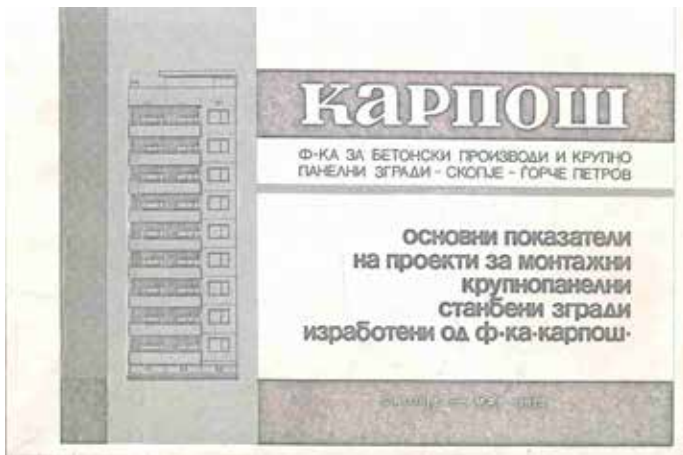 карпош
Ф-КА ЗА БЕТОНСКИ ПРОИЗВОДИ И КРУПНО
ПАНЕЛНИ ЗГРАДИ - СКОПЈЕ - ЃОРЧЕ ПЕТРОВ
основни показатели
на проекти за монтажни
крупнопанелни
станбени згради
изработени од ф·ка·карпош·